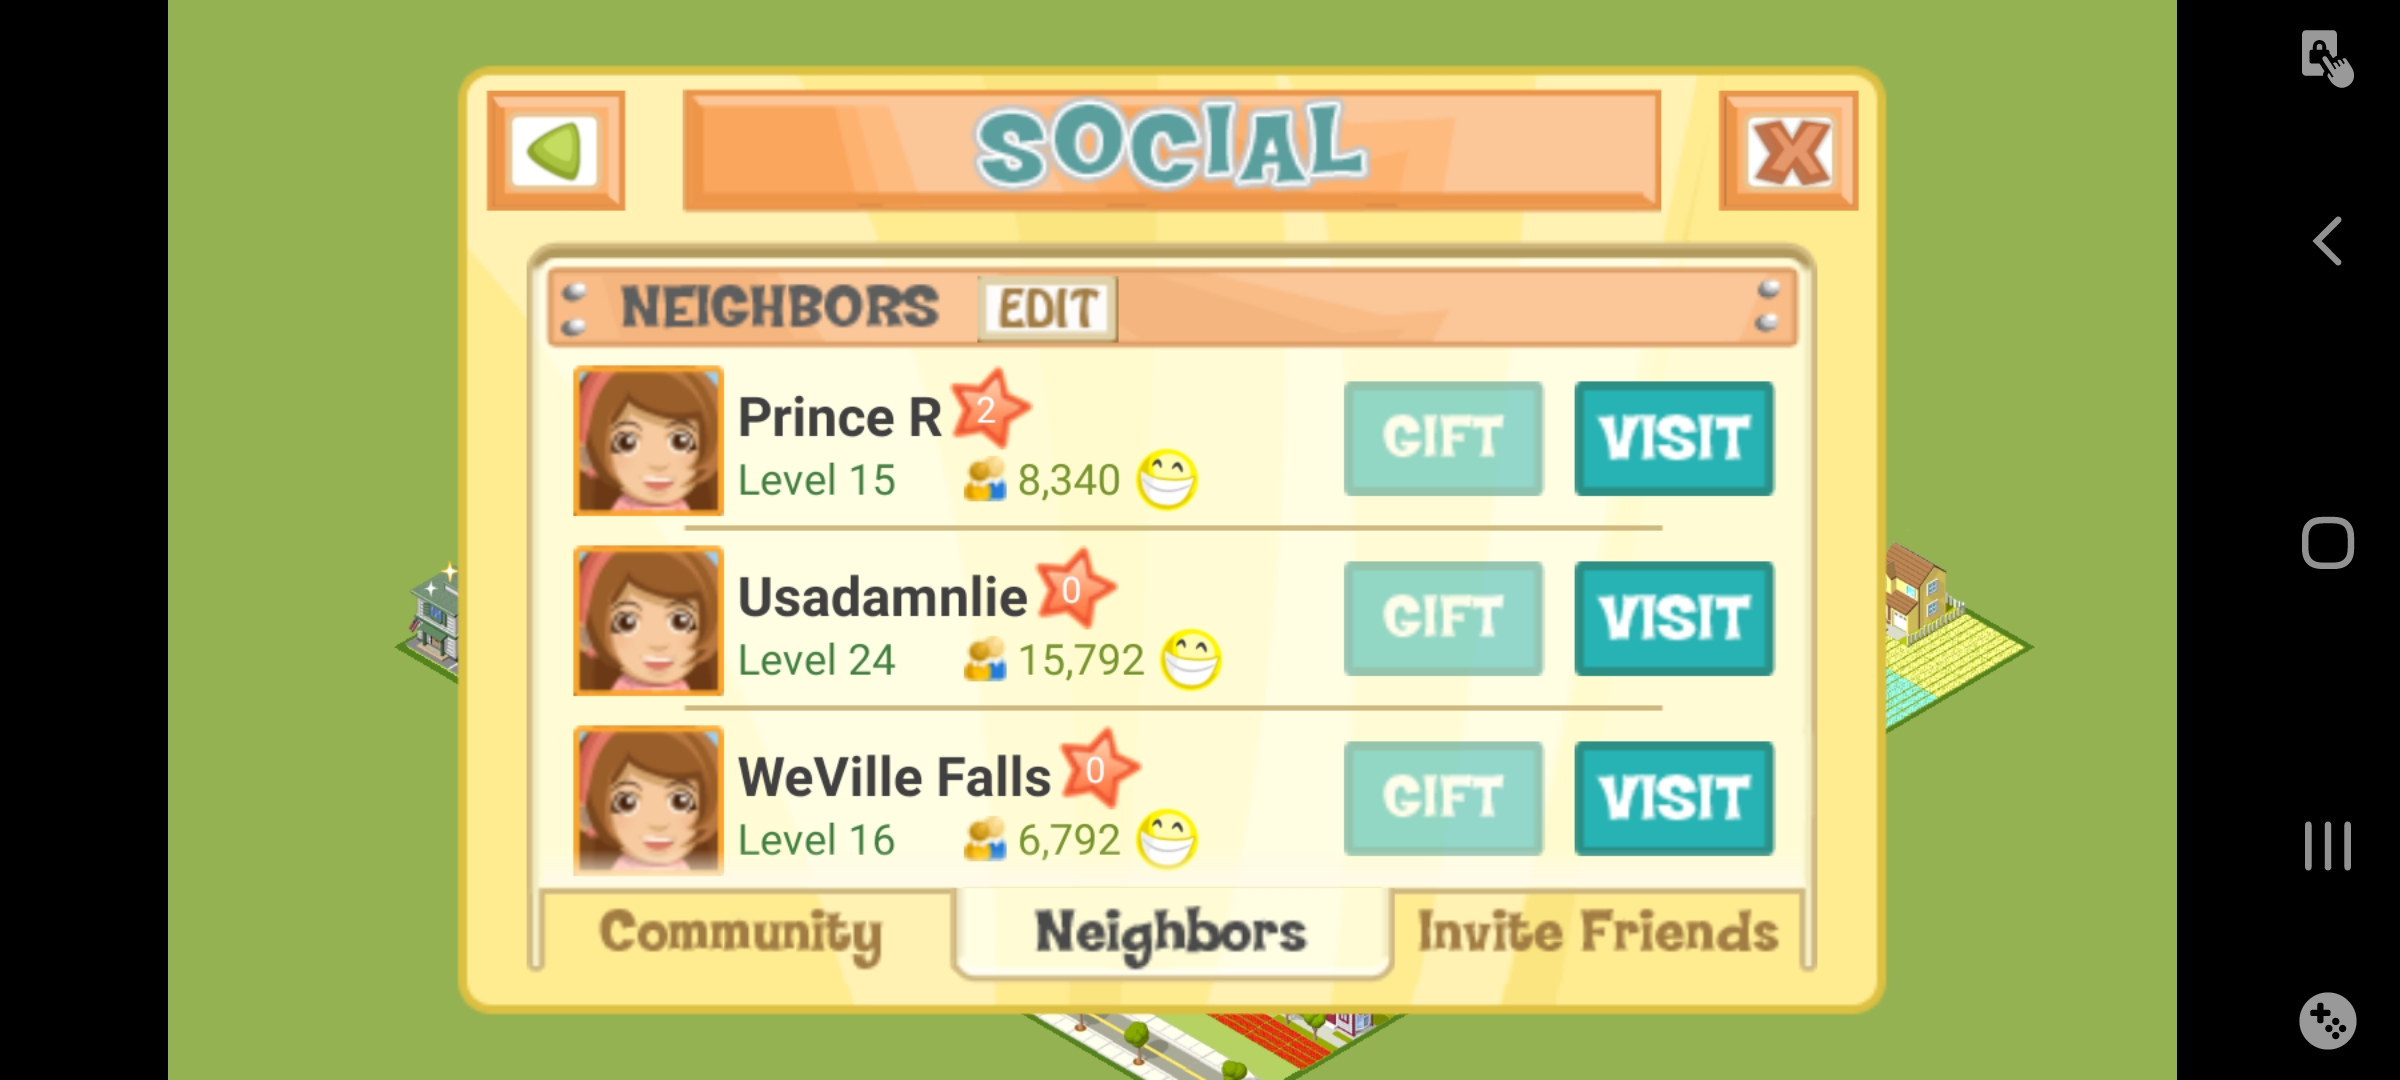 SOCIAL
NEIGHBORS EDIT
Prince R 2
Level 15 8,340
GIFT VISIT
Usadamnlie 0
Level 24 15,792
GIFT VISIT
WeVille Falls 0
Level 16 6,792
GIFT VISIT
Community Neighbors Invite Friends